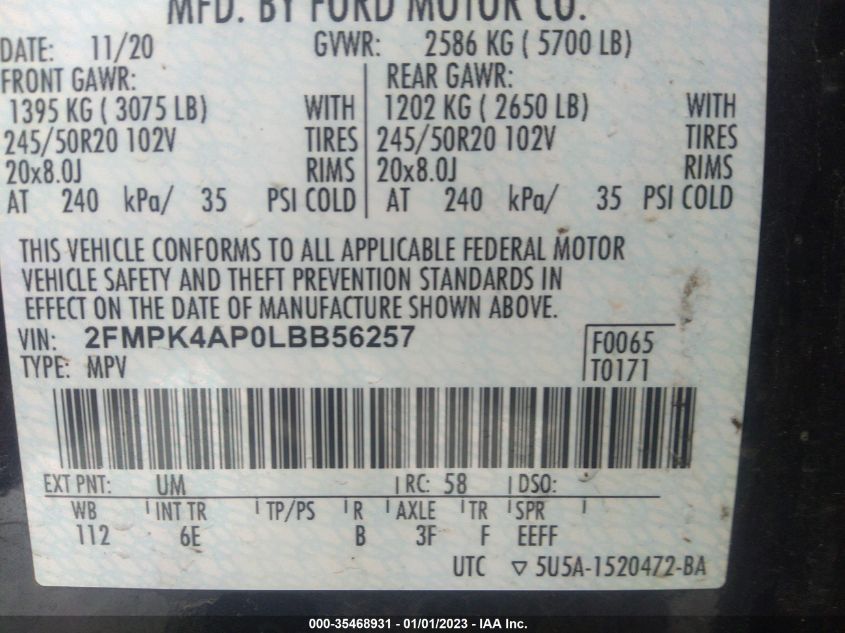 MFD. BY FORD MOTOR CO.
DATE: 11/20 GVWR: 2586 KG ( 5700 LB)
FRONT GAWR: REAR GAWR:
1395 KG ( 3075 LB) WITH 1202 KG ( 2650 LB) WITH
245/50R20 102V TIRES 245/50R20 102V TIRES
20x8.0J RIMS 20x8.0J RIMS
AT 240 kPa/ 35 PSI COLD AT 240 kPa/ 35 PSI COLD
THIS VEHICLE CONFORMS TO ALL APPLICABLE FEDERAL MOTOR
VEHICLE SAFETY AND THEFT PREVENTION STANDARDS IN
EFFECT ON THE DATE OF MANUFACTURE SHOWN ABOVE.
VIN: 2FMPK4AP0LBB56257 F0065
TYPE: MPV T0171
EXT PNT: UM RC: 58 DSO:
WB INT TR TP/PS R AXLE TR SPR
112 6E B 3F F EEFF
UTC ▽ 5U5A-1520472-BA
000-35468931 - 01/01/2023 - IAA Inc.